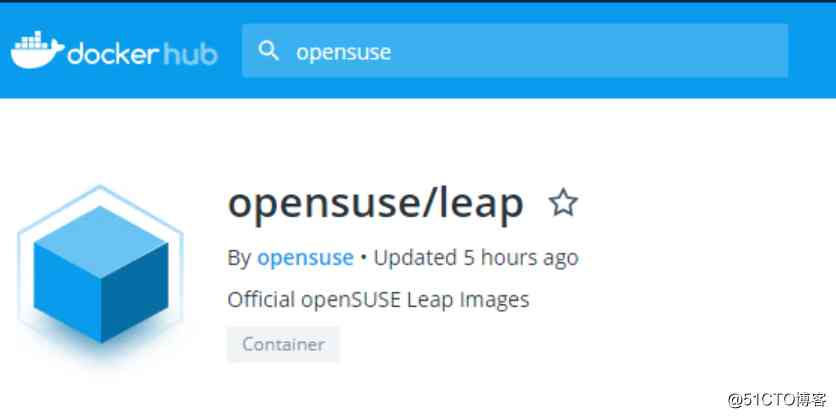 docker hub
opensuse
opensuse/leap
By opensuse • Updated 5 hours ago
Official openSUSE Leap Images
Container
@51CTO博客